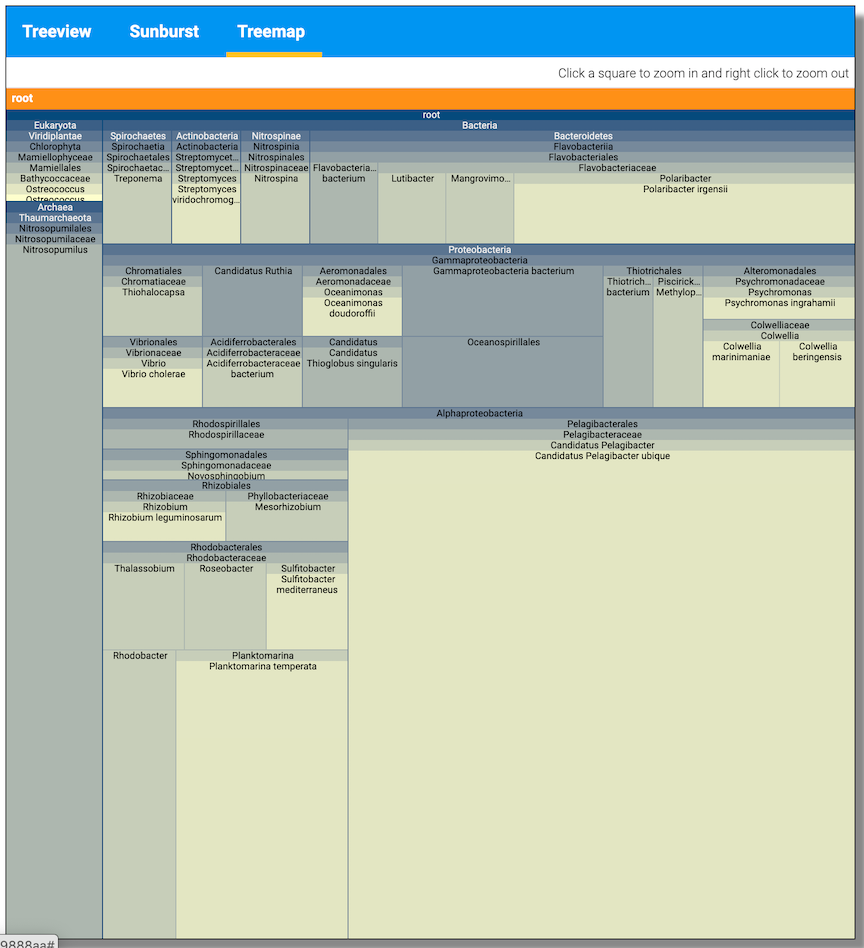 Treeview Sunburst Treemap
Click a square to zoom in and right click to zoom out
root
root
Eukaryota
Viridiplantae
Chlorophyta
Mamiellophyceae
Mamiellales
Bathycoccaceae
Ostreococcus
Ostreococcus
Archaea
Thaumarchaeota
Nitrosopumilales
Nitrosopumilaceae
Nitrosopumilus
Bacteria
Spirochaetes
Spirochaetia
Spirochaetales
Spirochaetac...
Treponema
Actinobacteria
Actinobacteria
Streptomycet...
Streptomycet...
Streptomyces
Streptomyces
viridochromog...
Nitrospinae
Nitrospinia
Nitrospinales
Nitrospinaceae
Nitrospina
Bacteroidetes
Flavobacteriia
Flavobacteriales
Flavobacteria...
bacterium
Flavobacteriaceae
Lutibacter
Mangrovimo...
Polaribacter
Polaribacter irgensii
Proteobacteria
Gammaproteobacteria
Chromatiales
Chromatiaceae
Thiohalocapsa
Candidatus Ruthia
Aeromonadales
Aeromonadaceae
Oceanimonas
Oceanimonas
doudoroffii
Gammaproteobacteria bacterium
Thiotrichales
Thiotrich...
bacterium
Piscirick...
Methylop...
Alteromonadales
Psychromonadaceae
Psychromonas
Psychromonas ingrahamii
Colwelliaceae
Colwellia
Colwellia
marinimaniae
Colwellia
beringensis
Vibrionales
Vibrionaceae
Vibrio
Vibrio cholerae
Acidiferrobacterales
Acidiferrobacteraceae
Acidiferrobacteraceae
bacterium
Candidatus
Candidatus
Thioglobus singularis
Oceanospirillales
Alphaproteobacteria
Rhodospirillales
Rhodospirillaceae
Sphingomonadales
Sphingomonadaceae
Novosphingobium
Rhizobiales
Rhizobiaceae
Rhizobium
Rhizobium leguminosarum
Phyllobacteriaceae
Mesorhizobium
Rhodobacterales
Rhodobacteraceae
Thalassobium
Roseobacter
Sulfitobacter
Sulfitobacter
mediterraneus
Rhodobacter
Planktomarina
Planktomarina temperata
Pelagibacterales
Pelagibacteraceae
Candidatus Pelagibacter
Candidatus Pelagibacter ubique
9888aa#